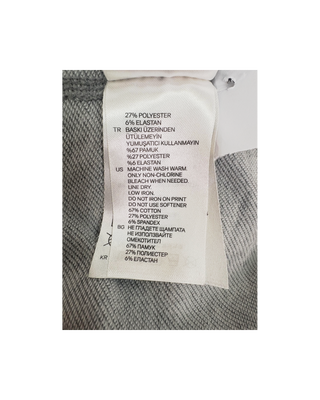 27% POLYESTER
6% ELASTAN
TR BASKI ÜZERİNDEN
ÜTÜLEMEYİN
YUMUŞATICI KULLANMAYIN
%67 PAMUK
%27 POLYESTER
%6 ELASTAN
US MACHINE WASH WARM
ONLY NON-CHLORINE
BLEACH WHEN NEEDED.
LINE DRY.
LOW IRON.
DO NOT IRON ON PRINT
DO NOT USE SOFTENER
67% COTTON
27% POLYESTER
6% SPANDEX
BG НЕ ГЛАДЕТЕ ЩАМПАТА
НЕ ИЗПОЛЗВАЙТЕ
ОМЕКОТИТЕЛ
67% ПАМУК
27% ПОЛИЕСТЕР
6% ЕЛАСТАН
KR